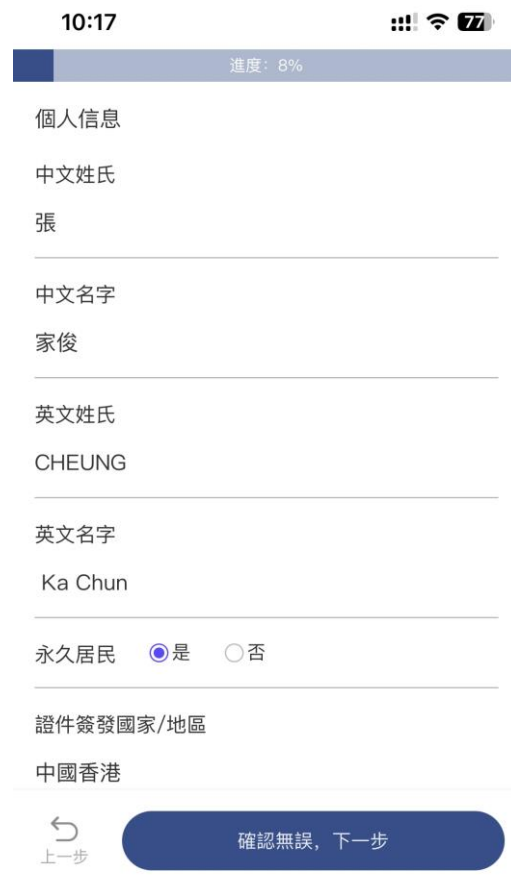 10:17
77
進度：8%
個人信息
中文姓氏
張
中文名字
家俊
英文姓氏
CHEUNG
英文名字
Ka Chun
永久居民 是 否
證件簽發國家/地區
中國香港
上一步
確認無誤，下一步